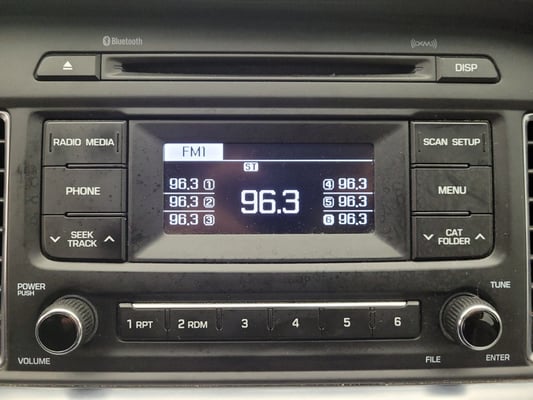 Bluetooth
((XM))
DISP
RADIO MEDIA
FM1
SCAN SETUP
ST
PHONE
96.3 1
4 96.3
MENU
96.3 2
96.3
5 96.3
96.3 3
6 96.3
SEEK
TRACK
CAT
FOLDER
POWER
PUSH
TUNE
1 RPT
2 RDM
3
4
5
6
VOLUME
FILE
ENTER